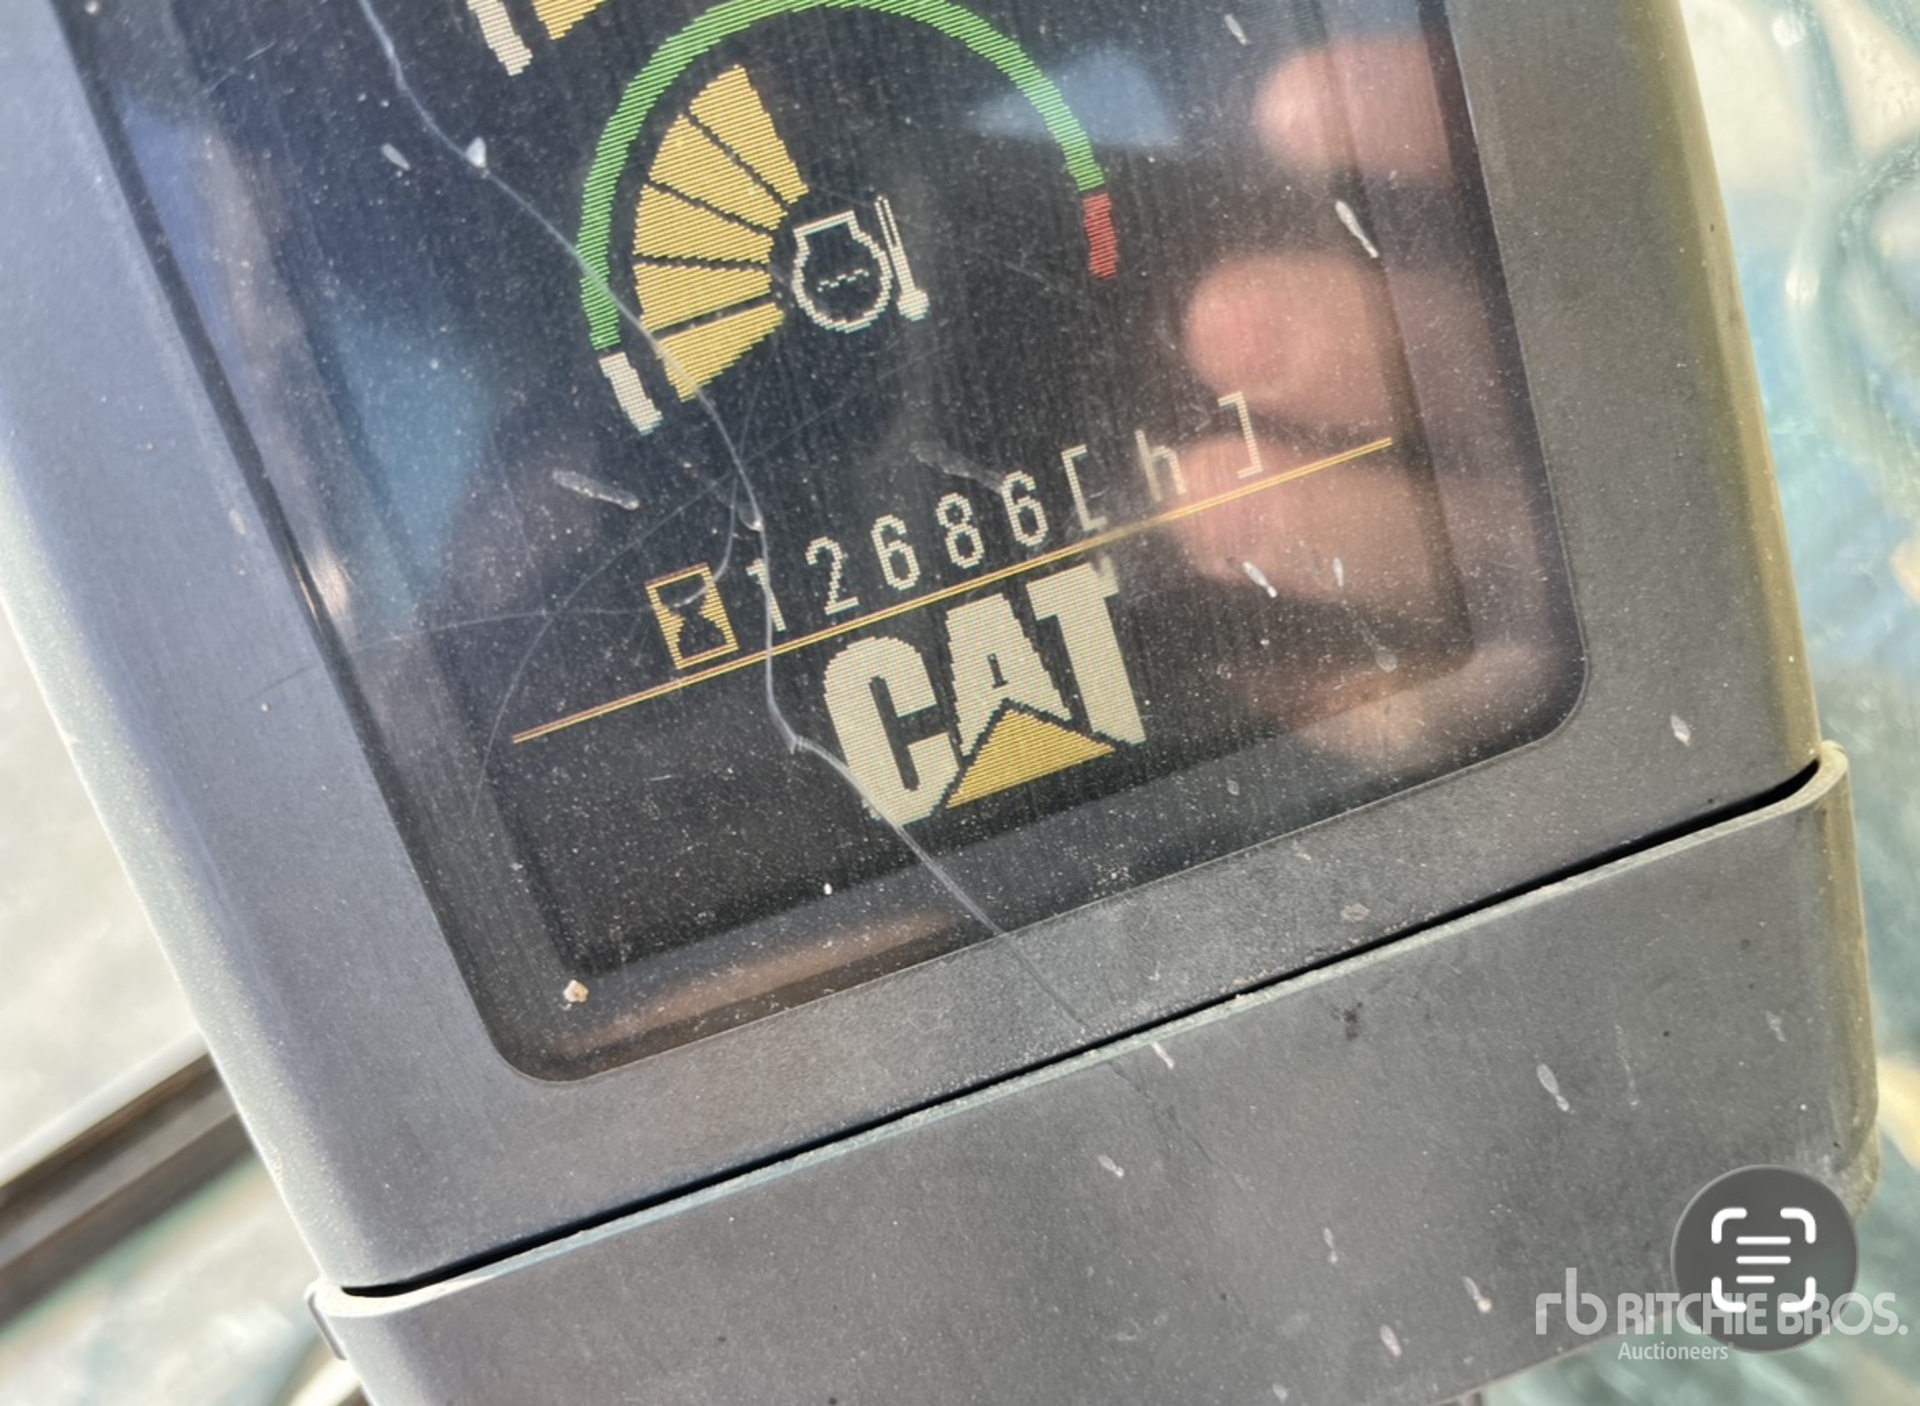 12686[h]
CAT
rb RITCHIE BROS.
Auctioneers